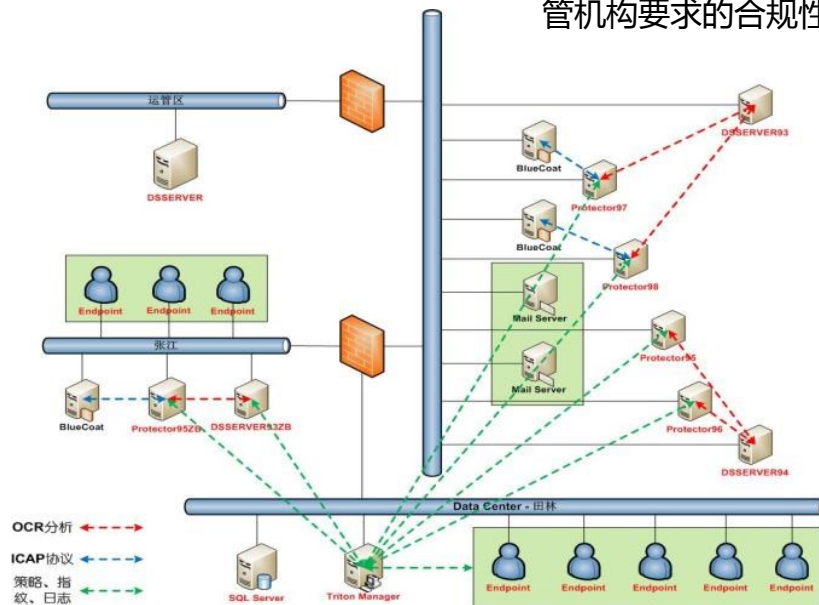 管机构要求的合规性
运管区
DSSERVER
DSSERVER93
BlueCoat
Protector97
BlueCoat
Protector98
Endpoint
Endpoint
Endpoint
Mail Server
张江
Protector95
Mail Server
BlueCoat
Protector95ZB
DSSERVER93ZB
Protector96
DSSERVER94
Data Center - 田林
OCR分析
ICAP协议
策略、指
纹、日志
SQL Server
Triton Manager
Endpoint
Endpoint
Endpoint
Endpoint
Endpoint